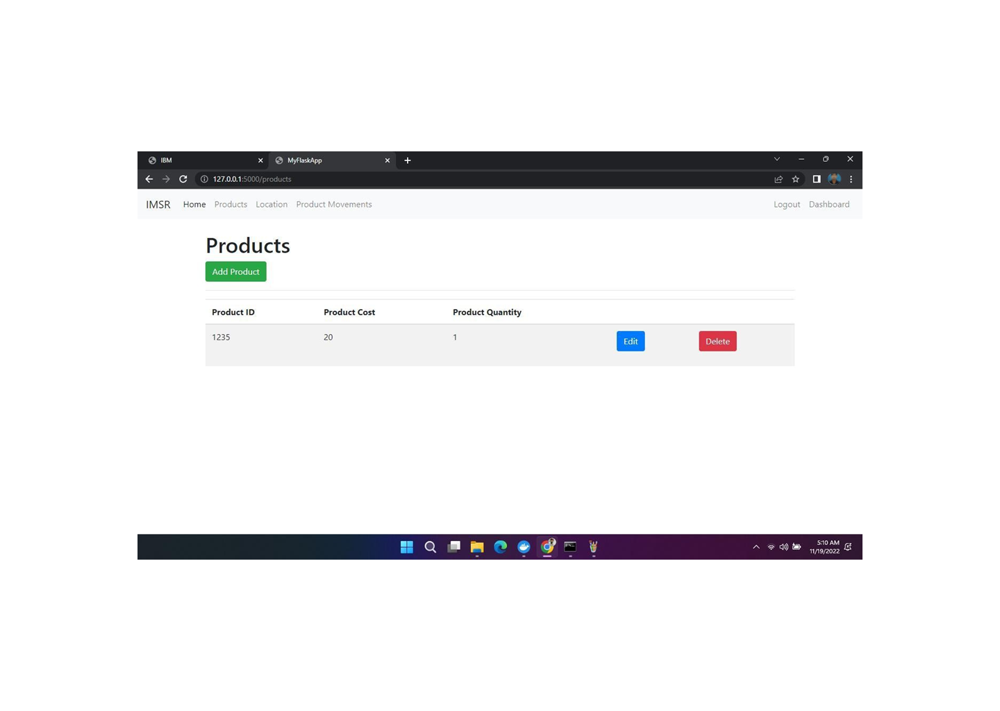 IBM
MyFlaskApp
127.0.0.1:5000/products
IMSR Home Products Location Product Movements Logout Dashboard
Products
Add Product
Product ID Product Cost Product Quantity
1235 20 1 Edit Delete
5:10 AM
11/19/2022